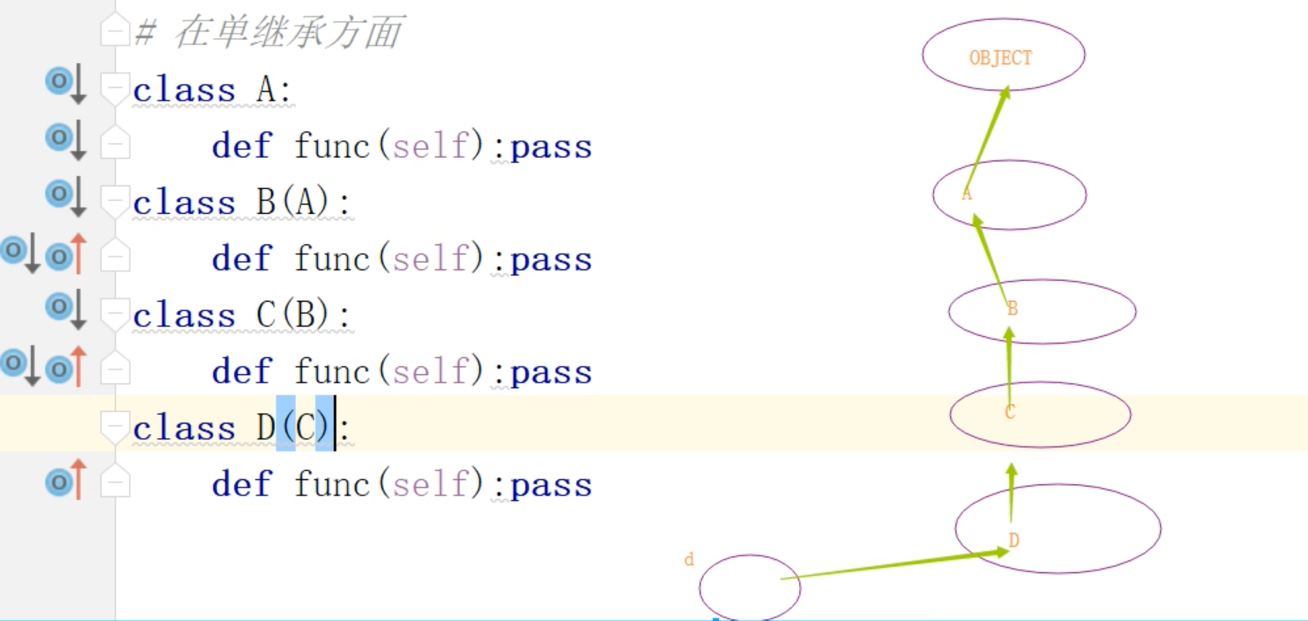 # 在单继承方面
class A:
    def func(self):pass
class B(A):
    def func(self):pass
class C(B):
    def func(self):pass
class D(C):
    def func(self):pass
OBJECT
A
B
C
D
d